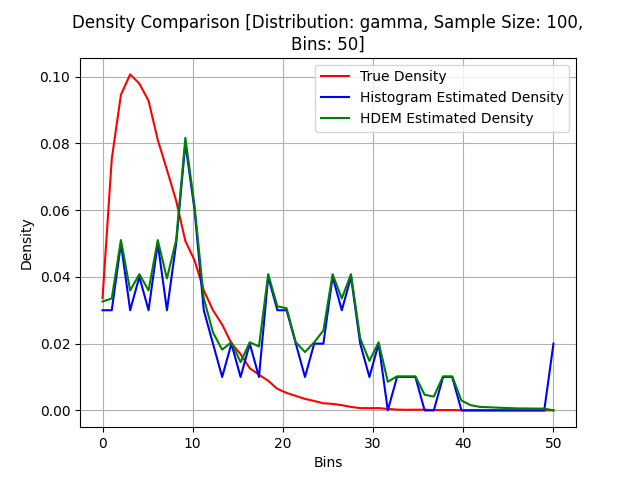 Density Comparison [Distribution: gamma, Sample Size: 100,
Bins: 50]
True Density
Histogram Estimated Density
HDEM Estimated Density
Density
0.10
0.08
0.06
0.04
0.02
0.00
0 10 20 30 40 50
Bins